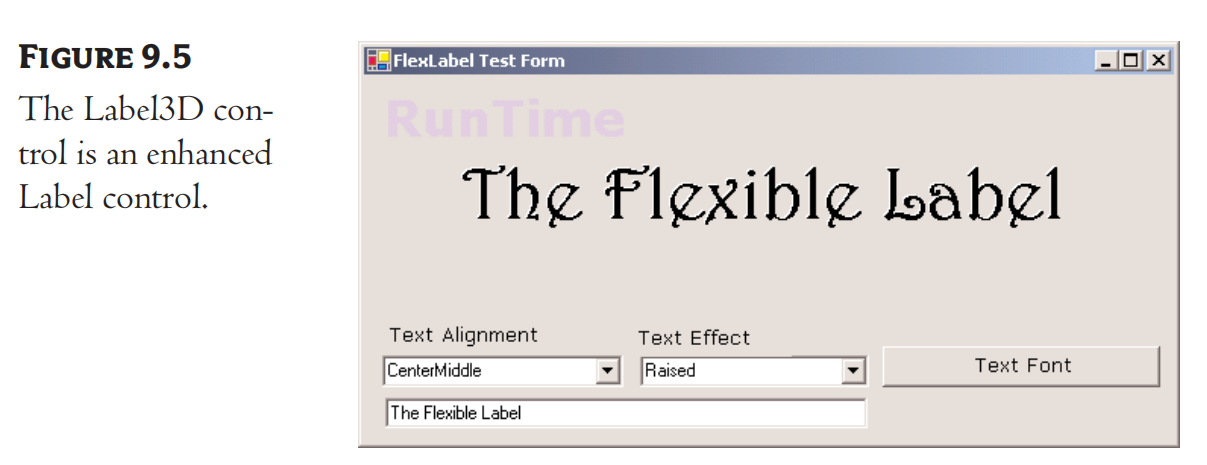 FIGURE 9.5
The Label3D con-
trol is an enhanced
Label control.
FlexLabel Test Form
RunTime
The Flexible Label
Text Alignment
Text Effect
CenterMiddle
Raised
Text Font
The Flexible Label